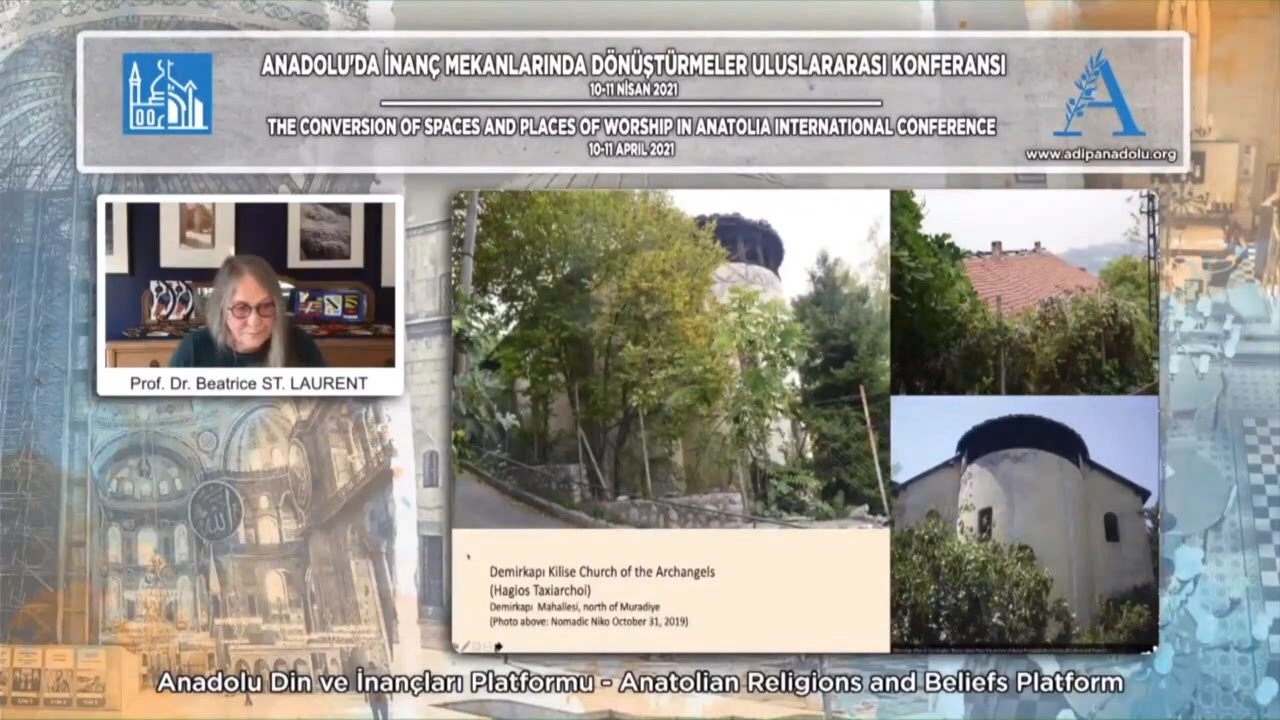 ANADOLU'DA İNANÇ MEKANLARINDA DÖNÜŞTÜRMELER ULUSLARARASI KONFERANSI
10-11 NİSAN 2021
THE CONVERSION OF SPACES AND PLACES OF WORSHIP IN ANATOLIA INTERNATIONAL CONFERENCE
10-11 APRIL 2021
www.adipanadolu.org
Prof. Dr. Beatrice ST. LAURENT
Demirkapı Kilise Church of the Archangels
(Hagios Taxiarchoi)
Demirkapı Mahallesi, north of Muradiye
(Photo above: Nomadic Niko October 31, 2019)
Anadolu Din ve İnançları Platformu - Anatolian Religions and Beliefs Platform